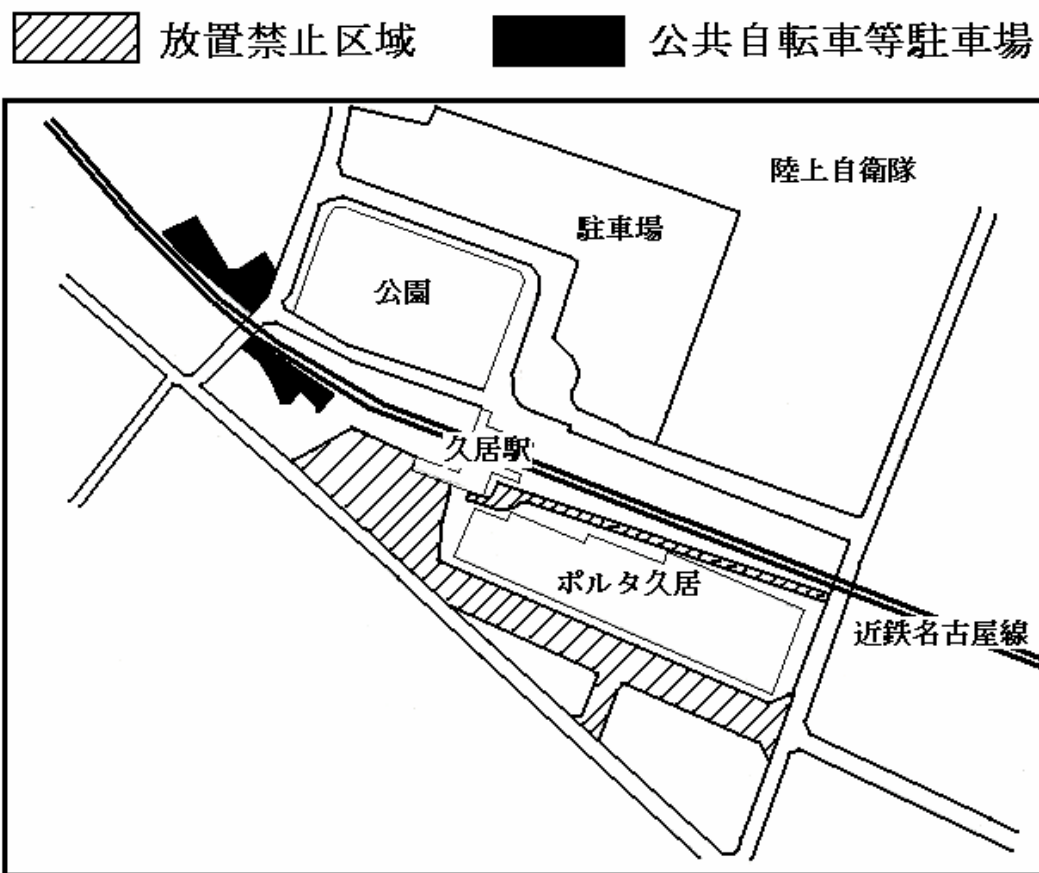 放置禁止区域
公共自転車等駐車場
陸上自衛隊
駐車場
公園
久居駅
ポルタ久居
近鉄名古屋線